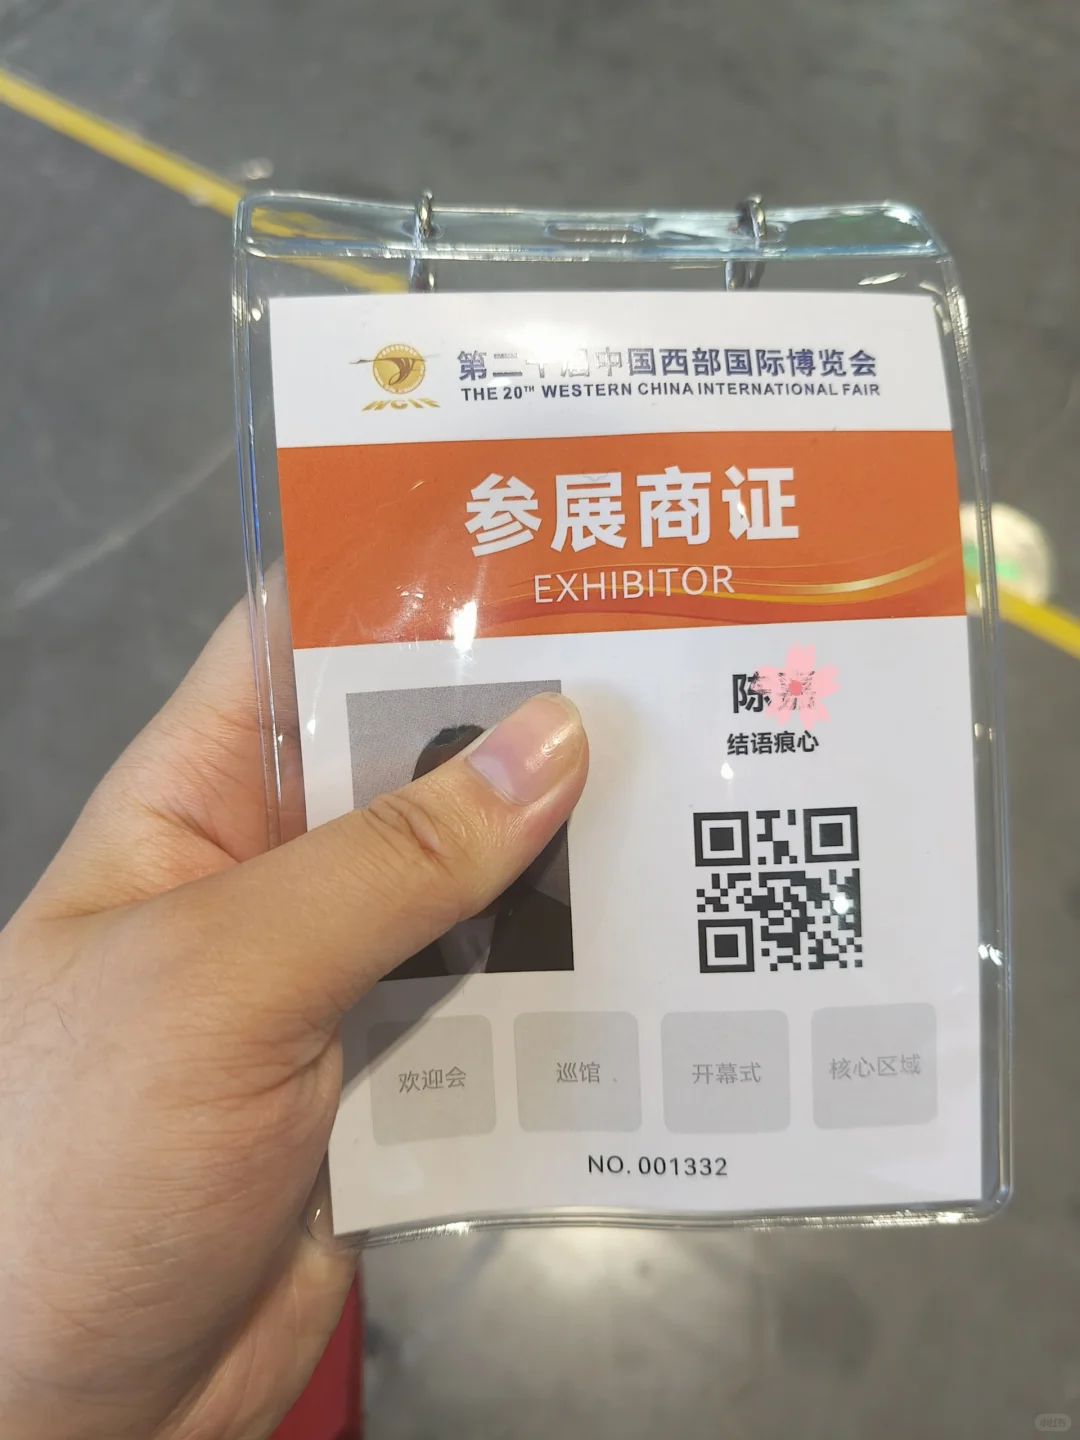 第二十届中国西部国际博览会
THE 20TH WESTERN CHINA INTERNATIONAL FAIR
WCIF
参展商证
EXHIBITOR
陈
结语痕心
欢迎会
巡馆
开幕式
核心区域
NO. 001332